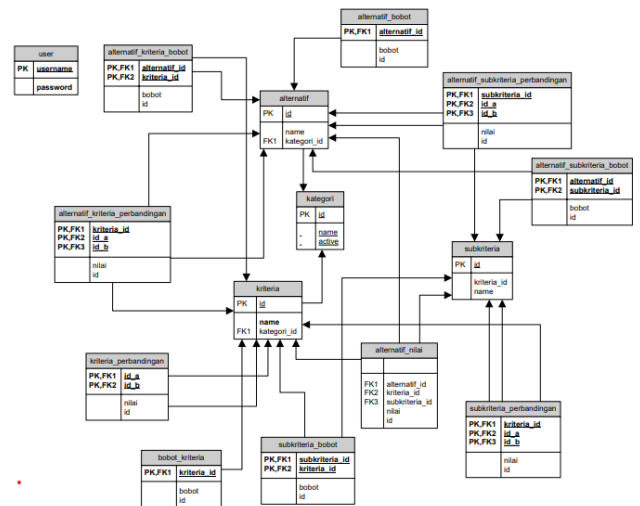 alternatif_bobot
PK,FK1 alternatif_id
bobot
id
user
PK username
password
alternatif_kriteria_bobot
PK,FK1 alternatif_id
PK,FK2 kriteria_id
bobot
id
alternatif
PK id
name
FK1 kategori_id
alternatif_subkriteria_perbandingan
PK,FK1 subkriteria_id
PK,FK2 id_a
PK,FK3 id_b
nilai
id
alternatif_subkriteria_bobot
PK,FK1 alternatif_id
PK,FK2 subkriteria_id
bobot
id
kategori
PK id
name
active
alternatif_kriteria_perbandingan
PK,FK1 kriteria_id
PK,FK2 id_a
PK,FK3 id_b
nilai
id
subkriteria
PK id
kriteria_id
name
kriteria
PK id
name
FK1 kategori_id
alternatif_nilai
FK1 alternatif_id
FK2 kriteria_id
FK3 subkriteria_id
nilai
id
kriteria_perbandingan
PK,FK1 id_a
PK,FK2 id_b
nilai
id
subkriteria_perbandingan
PK,FK1 kriteria_id
PK,FK2 id_a
PK,FK3 id_b
nilai
id
subkriteria_bobot
PK,FK1 subkriteria_id
PK,FK2 kriteria_id
bobot
id
bobot_kriteria
PK,FK1 kriteria_id
bobot
id